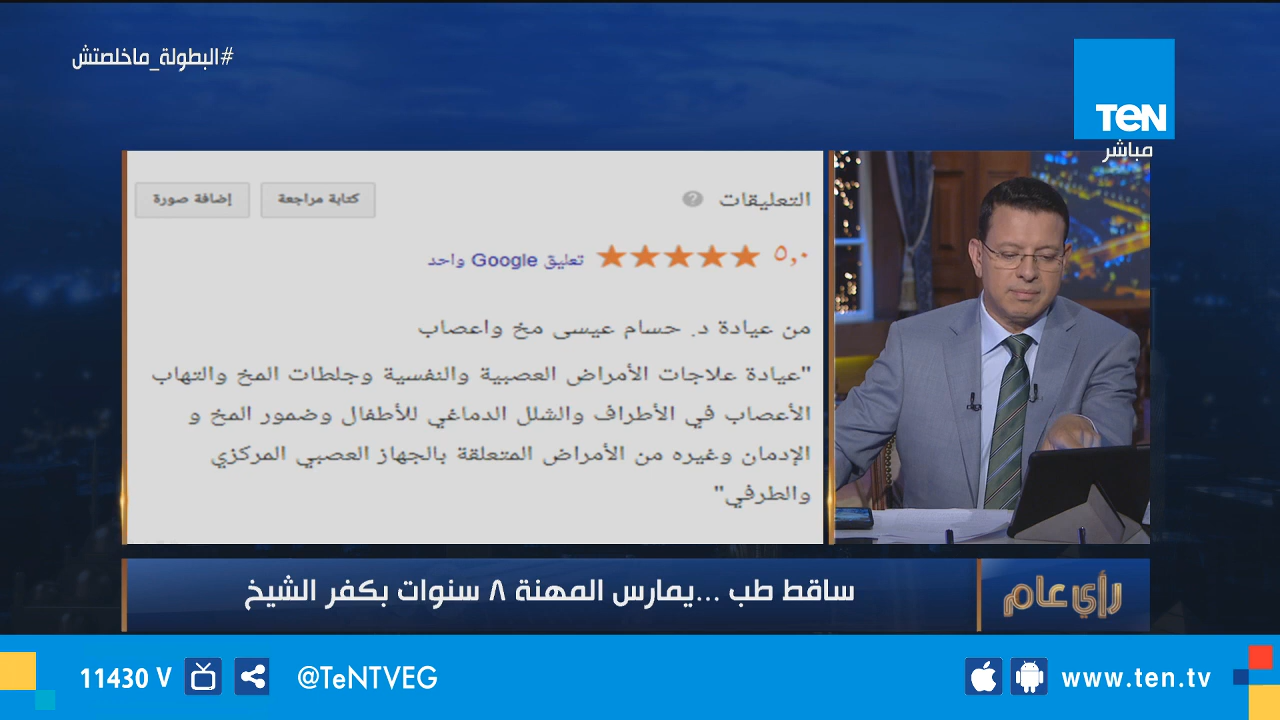 #البطولة_ماخلصتش
TEN
مباشر
التعليقات
كتابة مراجعة
إضافة صورة
٥,٠
تعليق Google واحد
من عيادة د. حسام عيسى مخ واعصاب
"عيادة علاجات الأمراض العصبية والنفسية وجلطات المخ والتهاب
الأعصاب في الأطراف والشلل الدماغي للأطفال وضمور المخ و
الإدمان وغيره من الأمراض المتعلقة بالجهاز العصبي المركزي
والطرفي"
رأي عام
ساقط طب ...يمارس المهنة ٨ سنوات بكفر الشيخ
11430 V
@TeNTVEG
www.ten.tv